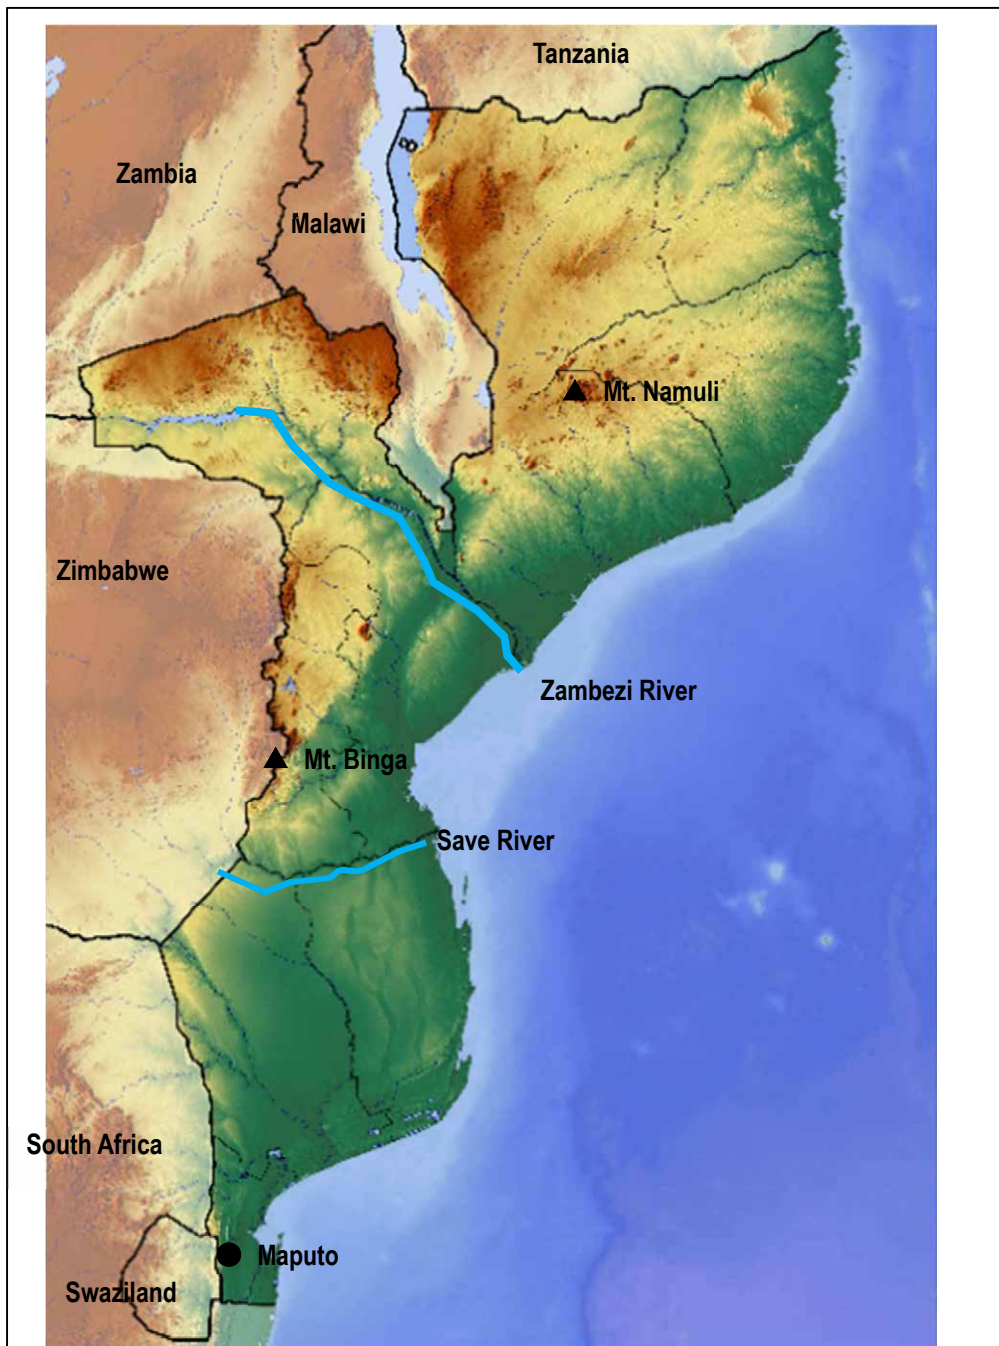 Tanzania
Zambia
Malawi
Mt. Namuli
Zimbabwe
Zambezi River
Mt. Binga
Save River
South Africa
Maputo
Swaziland